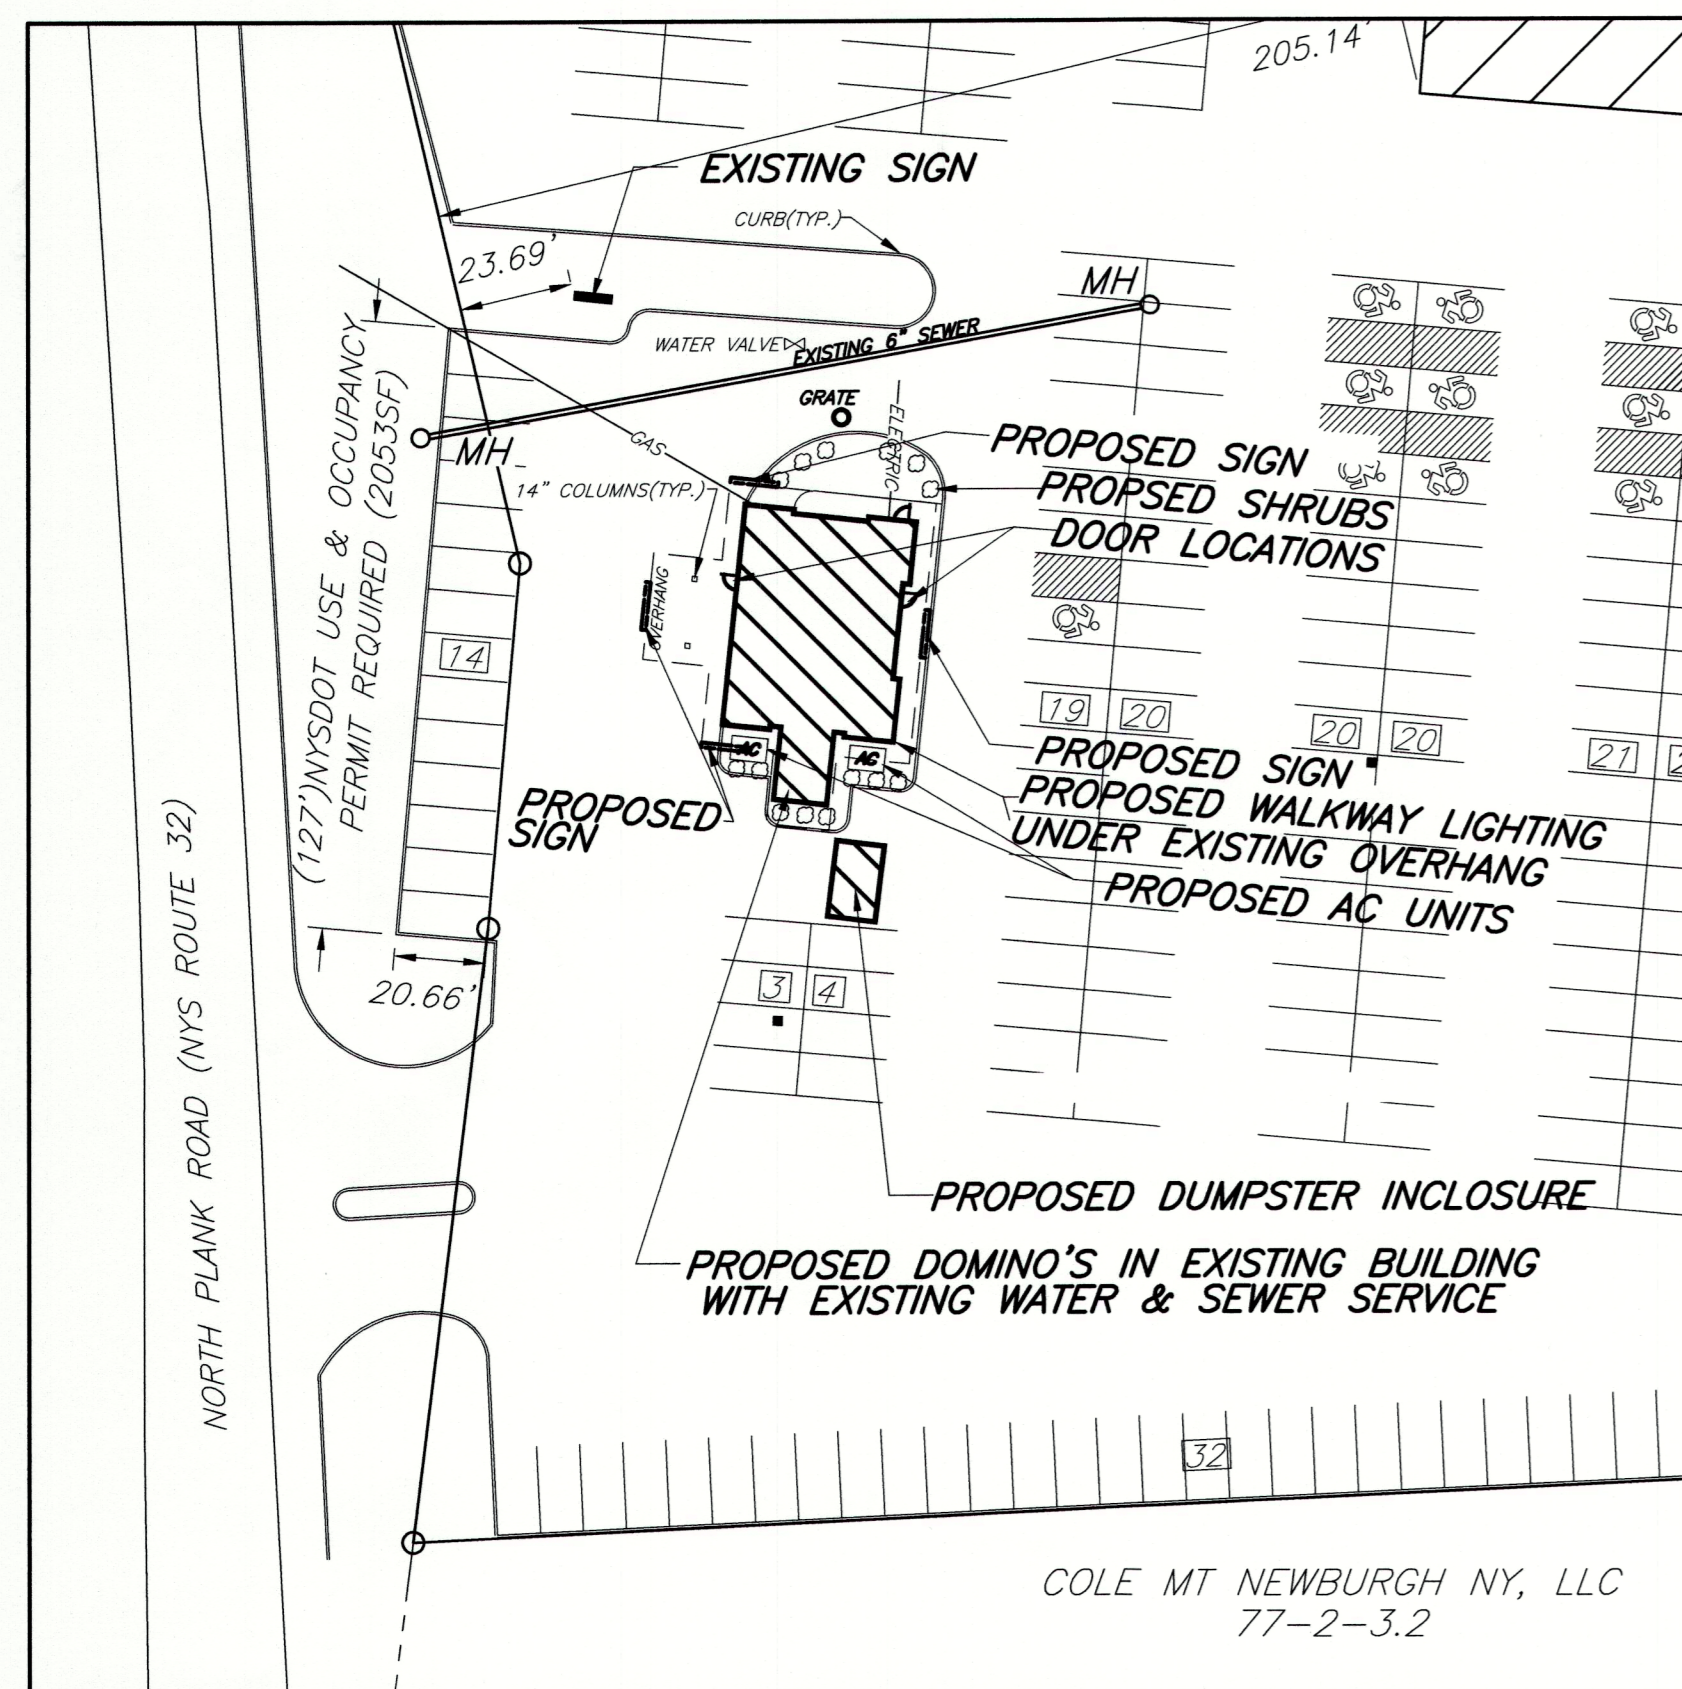 205.14'
EXISTING SIGN
CURB(TYP.)
23.69'
MH
WATER VALVE
EXISTING 6" SEWER
GRATE
ELECTRIC
GAS
MH
14" COLUMNS(TYP.)
OVERHANG
(127')NYSDOT USE & OCCUPANCY
PERMIT REQUIRED (2053SF)
14
PROPOSED SIGN
PROPSED SHRUBS
DOOR LOCATIONS
19
20
20
20
21
AC
AC
PROPOSED SIGN
PROPOSED WALKWAY LIGHTING
UNDER EXISTING OVERHANG
PROPOSED AC UNITS
PROPOSED
SIGN
3
4
20.66'
NORTH PLANK ROAD (NYS ROUTE 32)
PROPOSED DUMPSTER INCLOSURE
PROPOSED DOMINO'S IN EXISTING BUILDING
WITH EXISTING WATER & SEWER SERVICE
32
COLE MT NEWBURGH NY, LLC
77-2-3.2